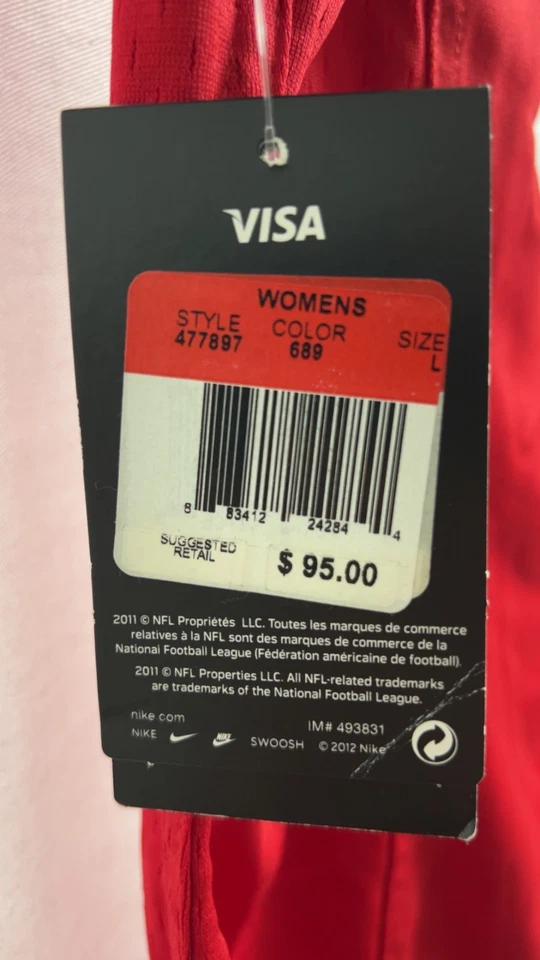 VISA
WOMENS
STYLE COLOR SIZE
477897 689 L
8 83412 24284 4
SUGGESTED
RETAIL
$ 95.00
2011 © NFL Propriétés LLC. Toutes les marques de commerce
relatives à la NFL sont des marques de commerce de la
National Football League (Fédération américaine de football).
2011 © NFL Properties LLC. All NFL-related trademarks
are trademarks of the National Football League.
nike.com IM# 493831
NIKE NIKE SWOOSH © 2012 Nike